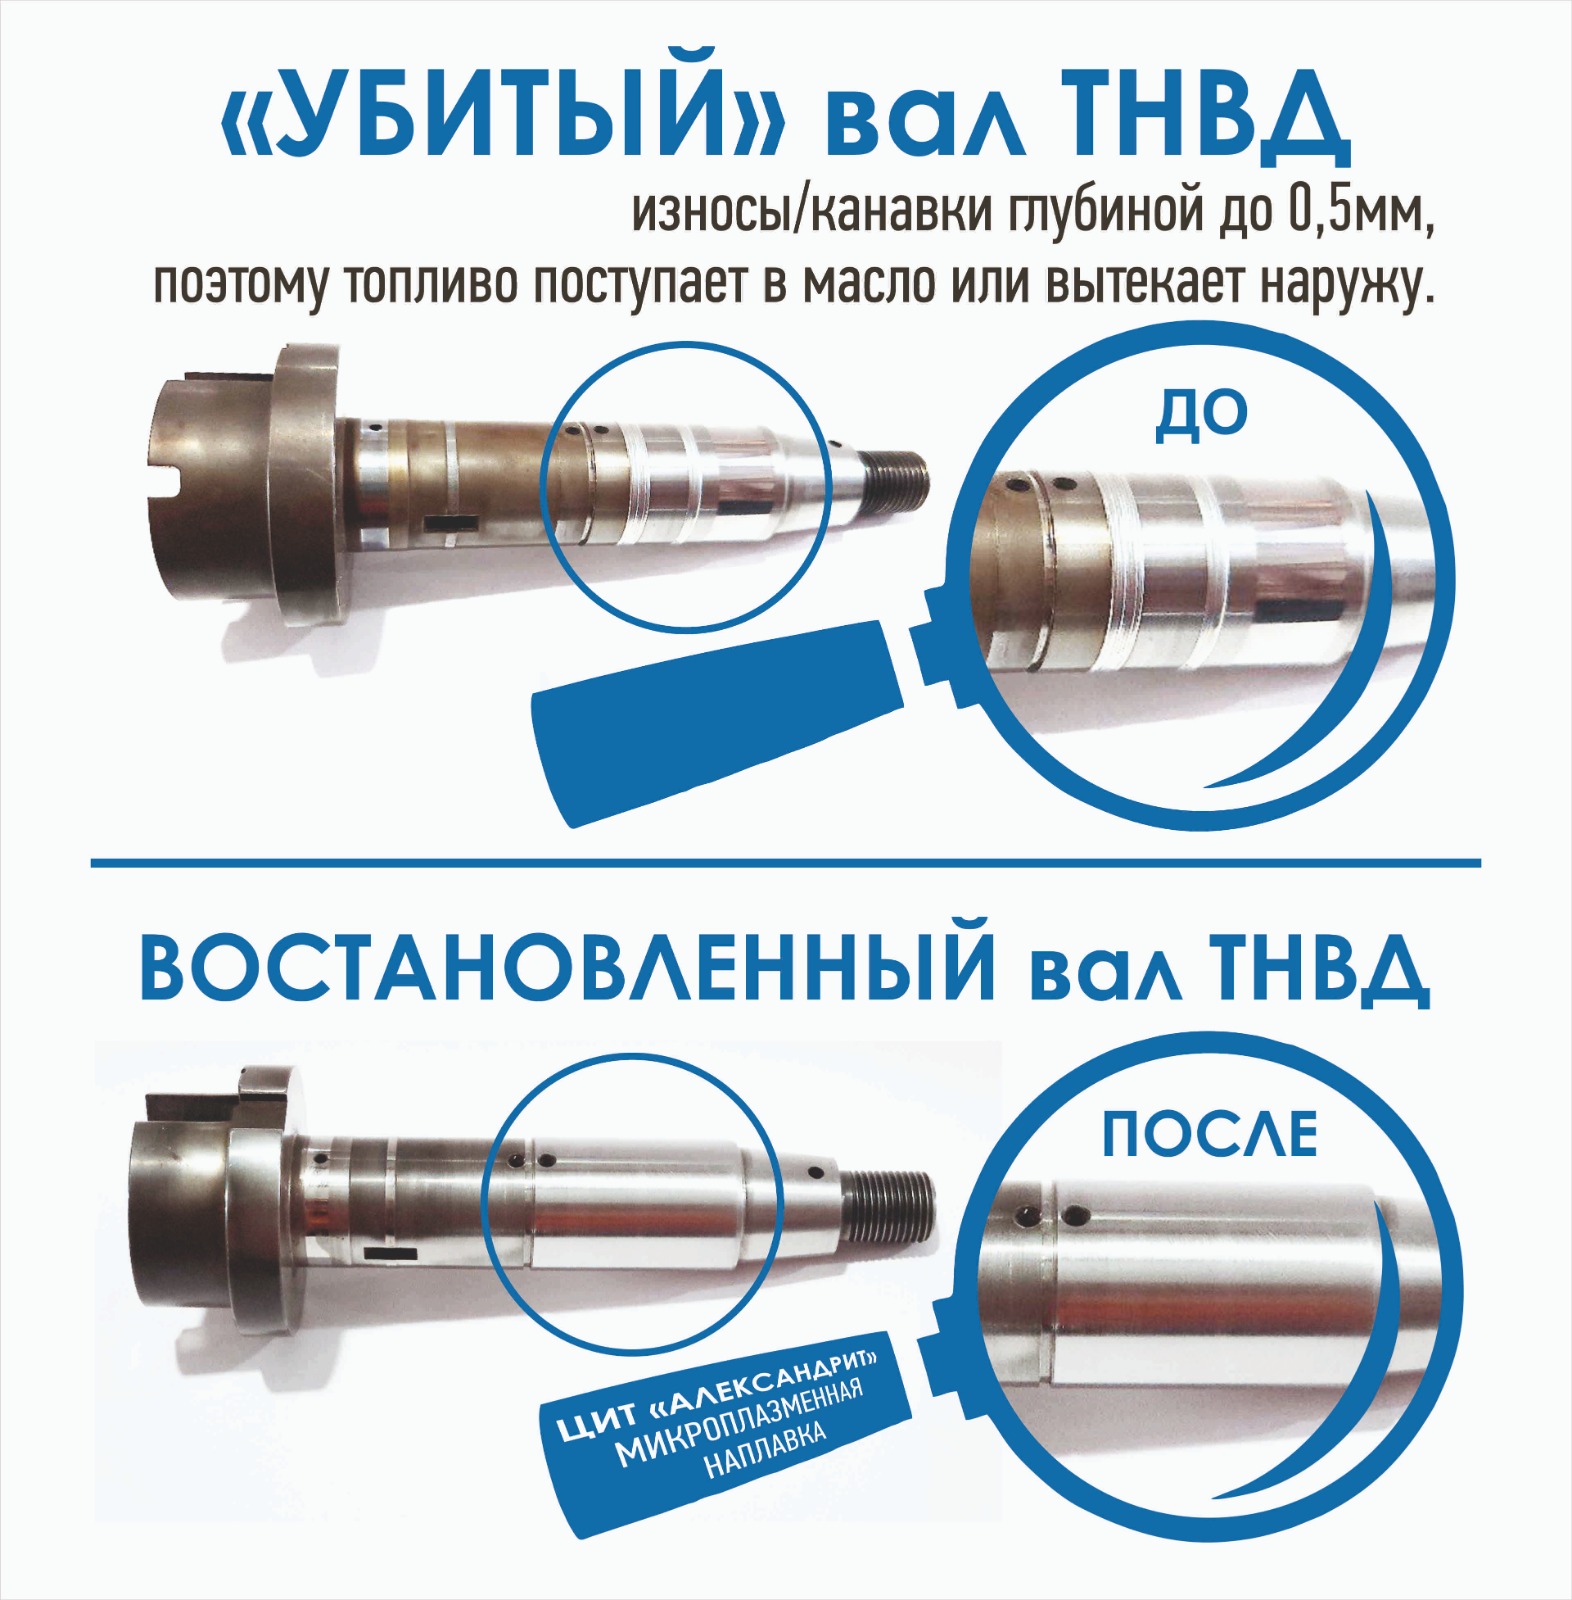 «УБИТЫЙ» вал ТНВД
износы/канавки глубиной до 0,5мм,
поэтому топливо поступает в масло или вытекает наружу.
ДО
ВОСТАНОВЛЕННЫЙ вал ТНВД
ПОСЛЕ
ЦИТ «АЛЕКСАНДРИТ»
МИКРОПЛАЗМЕННАЯ
НАПЛАВКА